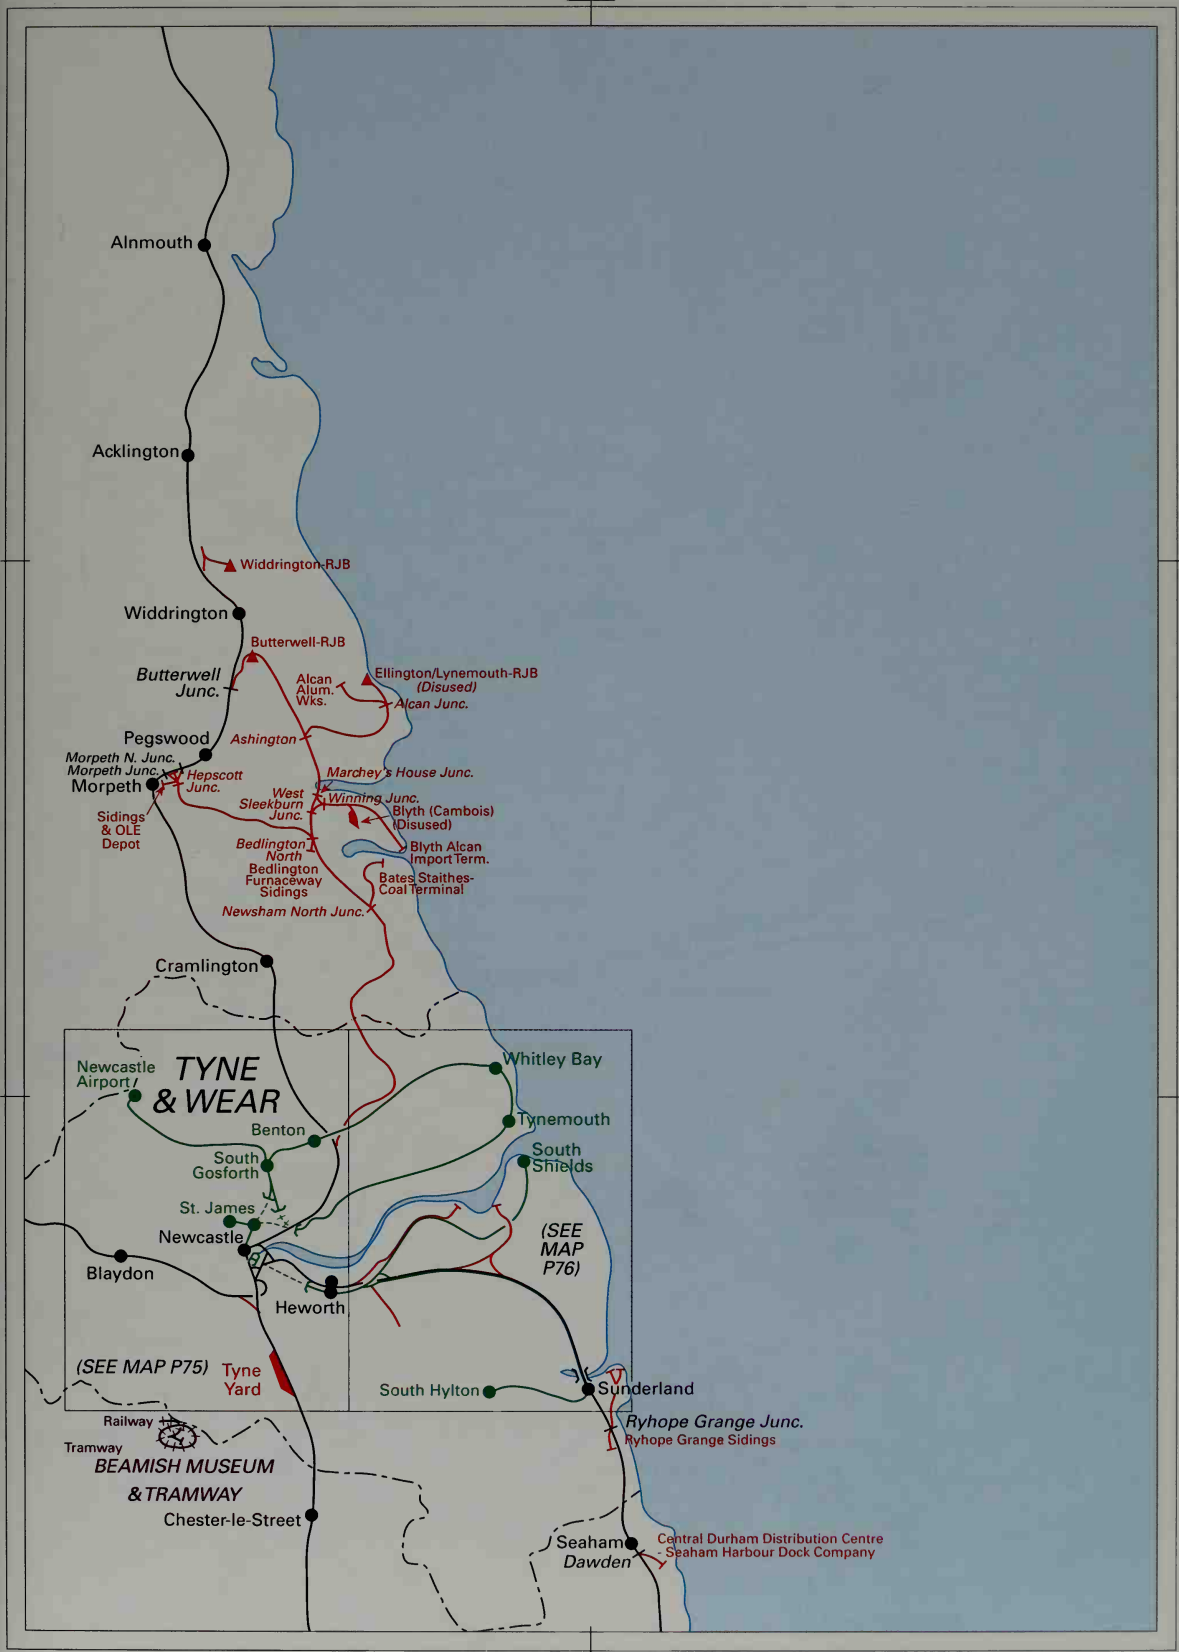 Alnmouth
Acklington
Widdrington-RJB
Widdrington
Butterwell-RJB
Butterwell
Junc.
Ellington/Lynemouth-RJB
(Disused)
Alcan
Alum.
Wks.
Alcan Junc.
Ashington
Pegswood
Morpeth N. Junc.
Morpeth Junc.
Morpeth
Hepscott
Junc.
Marchey's House Junc.
West
Sleekburn
Junc.
Winning Junc.
Blyth (Cambois)
(Disused)
Sidings
& OLE
Depot
Bedlington
North
Bedlington
Furnaceway
Sidings
Blyth Alcan
Import Term.
Bates Staithes-
Coal Terminal
Newsham North Junc.
Cramlington
TYNE
& WEAR
Newcastle
Airport
Whitley Bay
Benton
Tynemouth
South
Gosforth
South
Shields
St. James
Newcastle
(SEE
MAP
P76)
Blaydon
Heworth
(SEE MAP P75)
Tyne
Yard
South Hylton
Sunderland
Railway
Tramway
BEAMISH MUSEUM
& TRAMWAY
Ryhope Grange Junc.
Ryhope Grange Sidings
Chester-le-Street
Seaham
Dawden
Central Durham Distribution Centre
- Seaham Harbour Dock Company